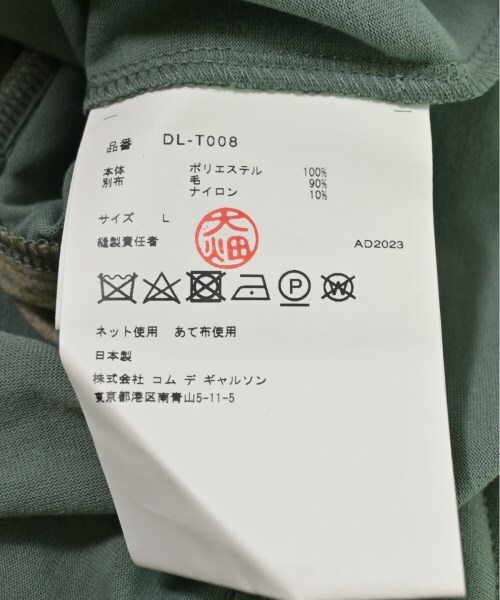 品番 DL-T008
本体 ポリエステル 100%
別布 毛 90%
ナイロン 10%
サイズ L
大畑
縫製責任者 AD2023
P W
ネット使用 あて布使用
日本製
株式会社 コム デ ギャルソン
東京都港区南青山5-11-5